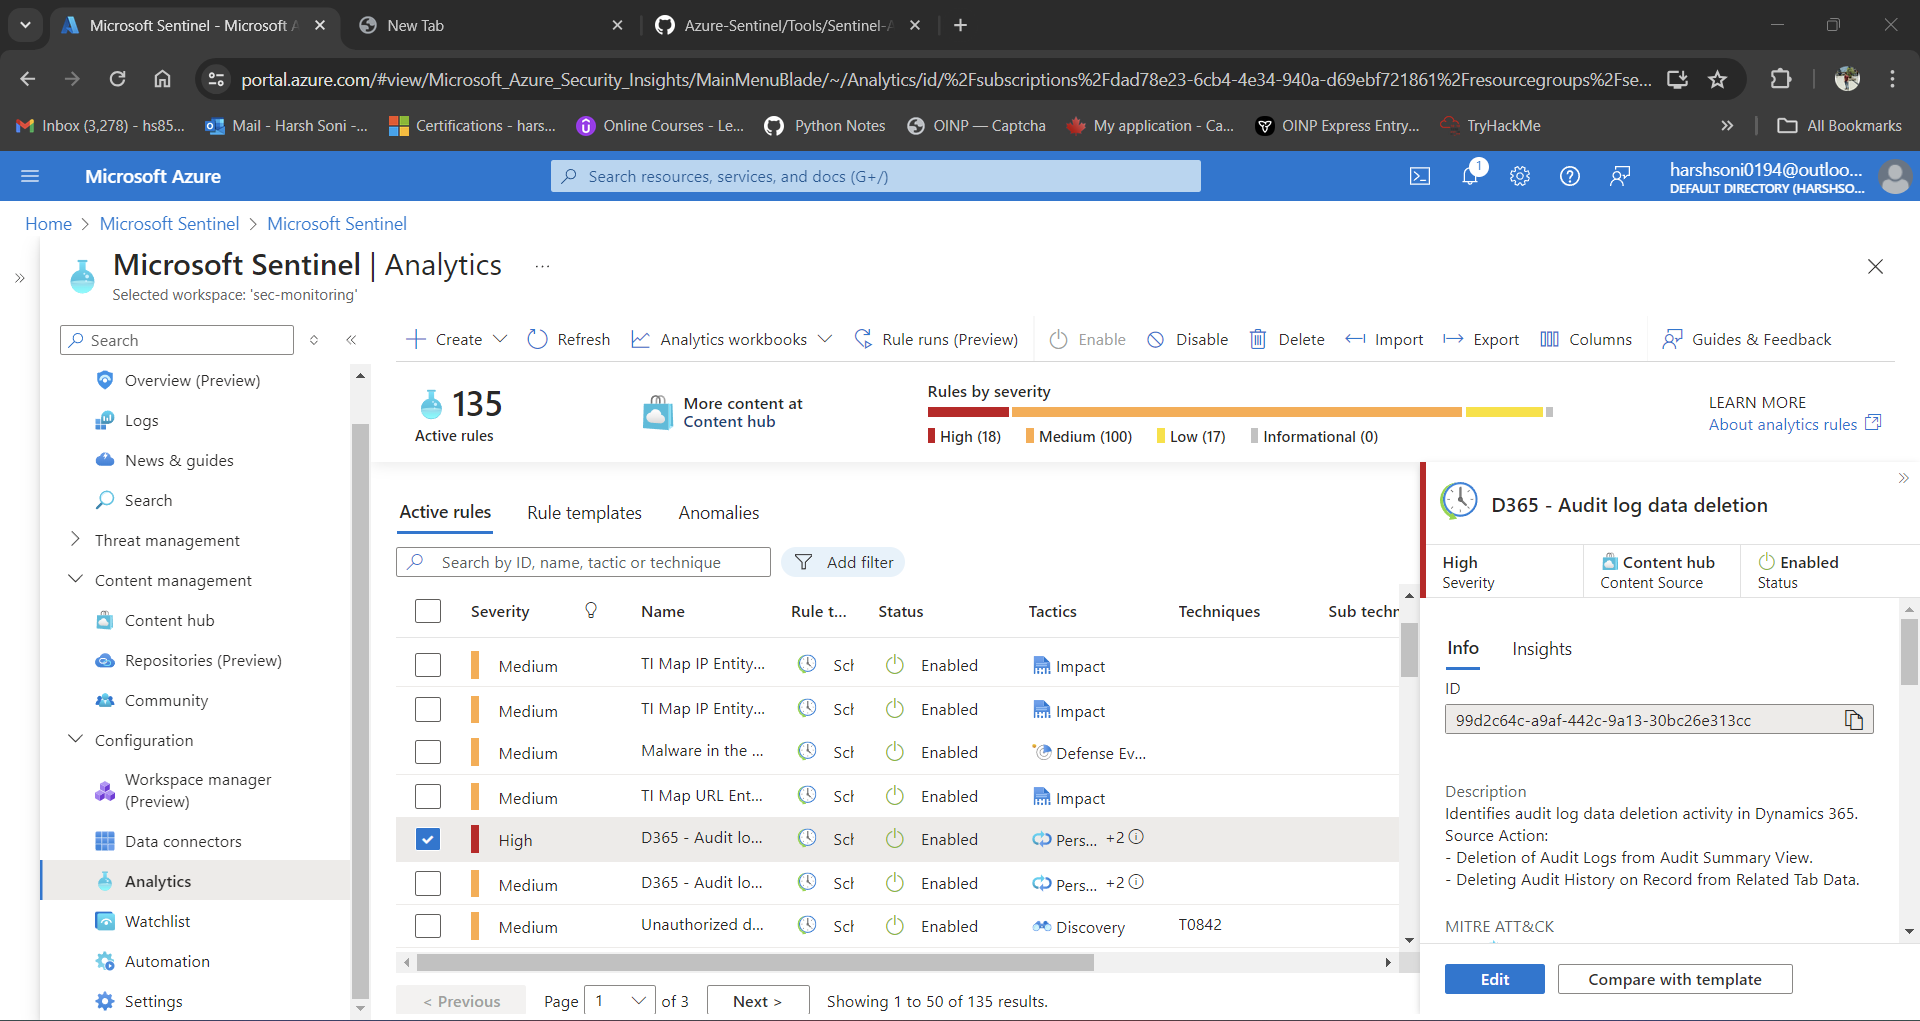 Microsoft Sentinel - Microsoft A
New Tab
Azure-Sentinel/Tools/Sentinel-A
portal.azure.com/#view/Microsoft_Azure_Security_Insights/MainMenuBlade/~/Analytics/id/%2Fsubscriptions%2Fdad78e23-6cb4-4e34-940a-d69ebf721861%2Fresourcegroups%2Fse...
Inbox (3,278) - hs85...
Mail - Harsh Soni -...
Certifications - hars...
Online Courses - Le...
Python Notes
OINP — Captcha
My application - Ca...
OINP Express Entry...
TryHackMe
All Bookmarks
Microsoft Azure
Search resources, services, and docs (G+/)
1
harshsoni0194@outloo...
DEFAULT DIRECTORY (HARSHSO...
Home > Microsoft Sentinel > Microsoft Sentinel
Microsoft Sentinel | Analytics ...
Selected workspace: 'sec-monitoring'
Search
Overview (Preview)
Logs
News & guides
Search
Threat management
Content management
Content hub
Repositories (Preview)
Community
Configuration
Workspace manager
(Preview)
Data connectors
Analytics
Watchlist
Automation
Settings
Create
Refresh
Analytics workbooks
Rule runs (Preview)
Enable
Disable
Delete
Import
Export
Columns
Guides & Feedback
135
Active rules
More content at
Content hub
Rules by severity
High (18) Medium (100) Low (17) Informational (0)
LEARN MORE
About analytics rules
Active rules Rule templates Anomalies
Search by ID, name, tactic or technique
Add filter
Severity Name Rule t... Status Tactics Techniques Sub techn
Medium TI Map IP Entity... Sch Enabled Impact
Medium TI Map IP Entity... Sch Enabled Impact
Medium Malware in the ... Sch Enabled Defense Ev...
Medium TI Map URL Ent... Sch Enabled Impact
High D365 - Audit lo... Sch Enabled Pers... +2
Medium D365 - Audit lo... Sch Enabled Pers... +2
Medium Unauthorized d... Sch Enabled Discovery T0842
< Previous Page 1 of 3 Next > Showing 1 to 50 of 135 results.
D365 - Audit log data deletion
High
Severity
Content hub
Content Source
Enabled
Status
Info Insights
ID
99d2c64c-a9af-442c-9a13-30bc26e313cc
Description
Identifies audit log data deletion activity in Dynamics 365.
Source Action:
- Deletion of Audit Logs from Audit Summary View.
- Deleting Audit History on Record from Related Tab Data.
MITRE ATT&CK
Edit
Compare with template